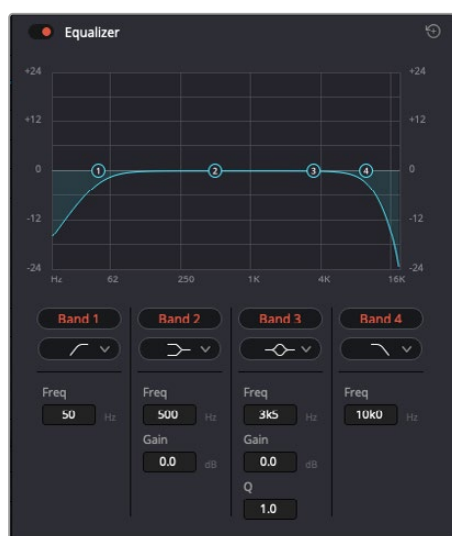 Equalizer
+24 +24
+12 +12
0 1 2 3 4 0
-12 -12
-24 -24
Hz 62 250 1K 4K 16K
Band 1 Band 2 Band 3 Band 4
Freq Freq Freq Freq
50 Hz 500 Hz 3k5 Hz 10k0 Hz
Gain Gain
0.0 dB 0.0 dB
Q
1.0